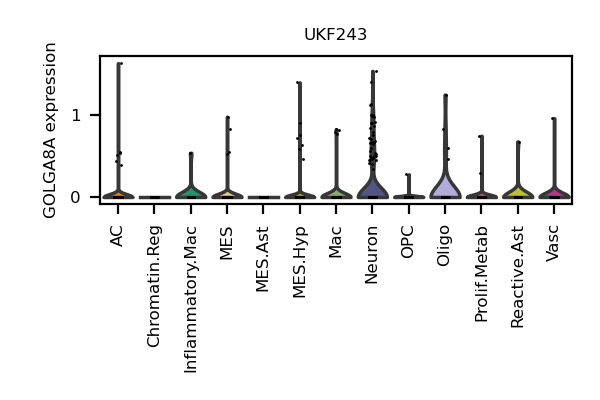 UKF243
GOLGA8A expression
1
0
AC
Chromatin.Reg
Inflammatory.Mac
MES
MES.Ast
MES.Hyp
Mac
Neuron
OPC
Oligo
Prolif.Metab
Reactive.Ast
Vasc